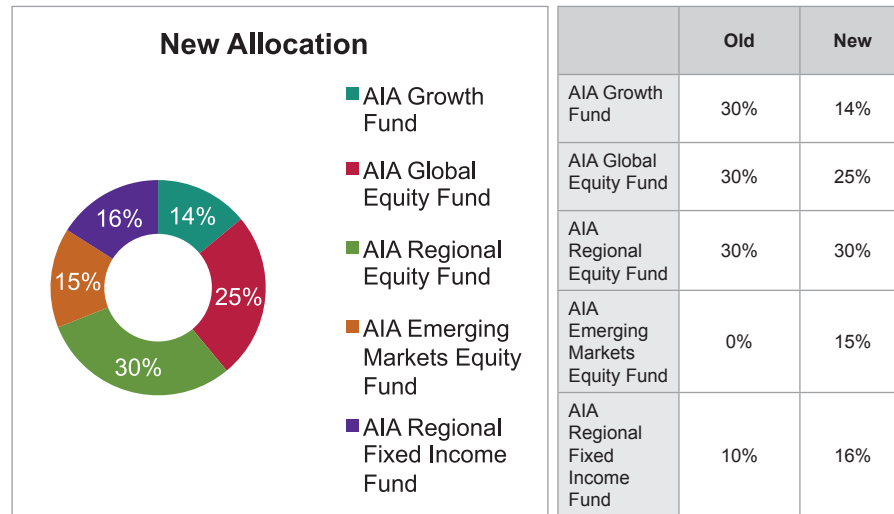 New Allocation
AIA Growth
Fund
AIA Global
Equity Fund
AIA Regional
Equity Fund
AIA Emerging
Markets Equity
Fund
AIA Regional
Fixed Income
Fund
14%
25%
30%
15%
16%
Old New
AIA Growth
Fund
30% 14%
AIA Global
Equity Fund
30% 25%
AIA
Regional
Equity Fund
30% 30%
AIA
Emerging
Markets
Equity Fund
0% 15%
AIA
Regional
Fixed
Income
Fund
10% 16%